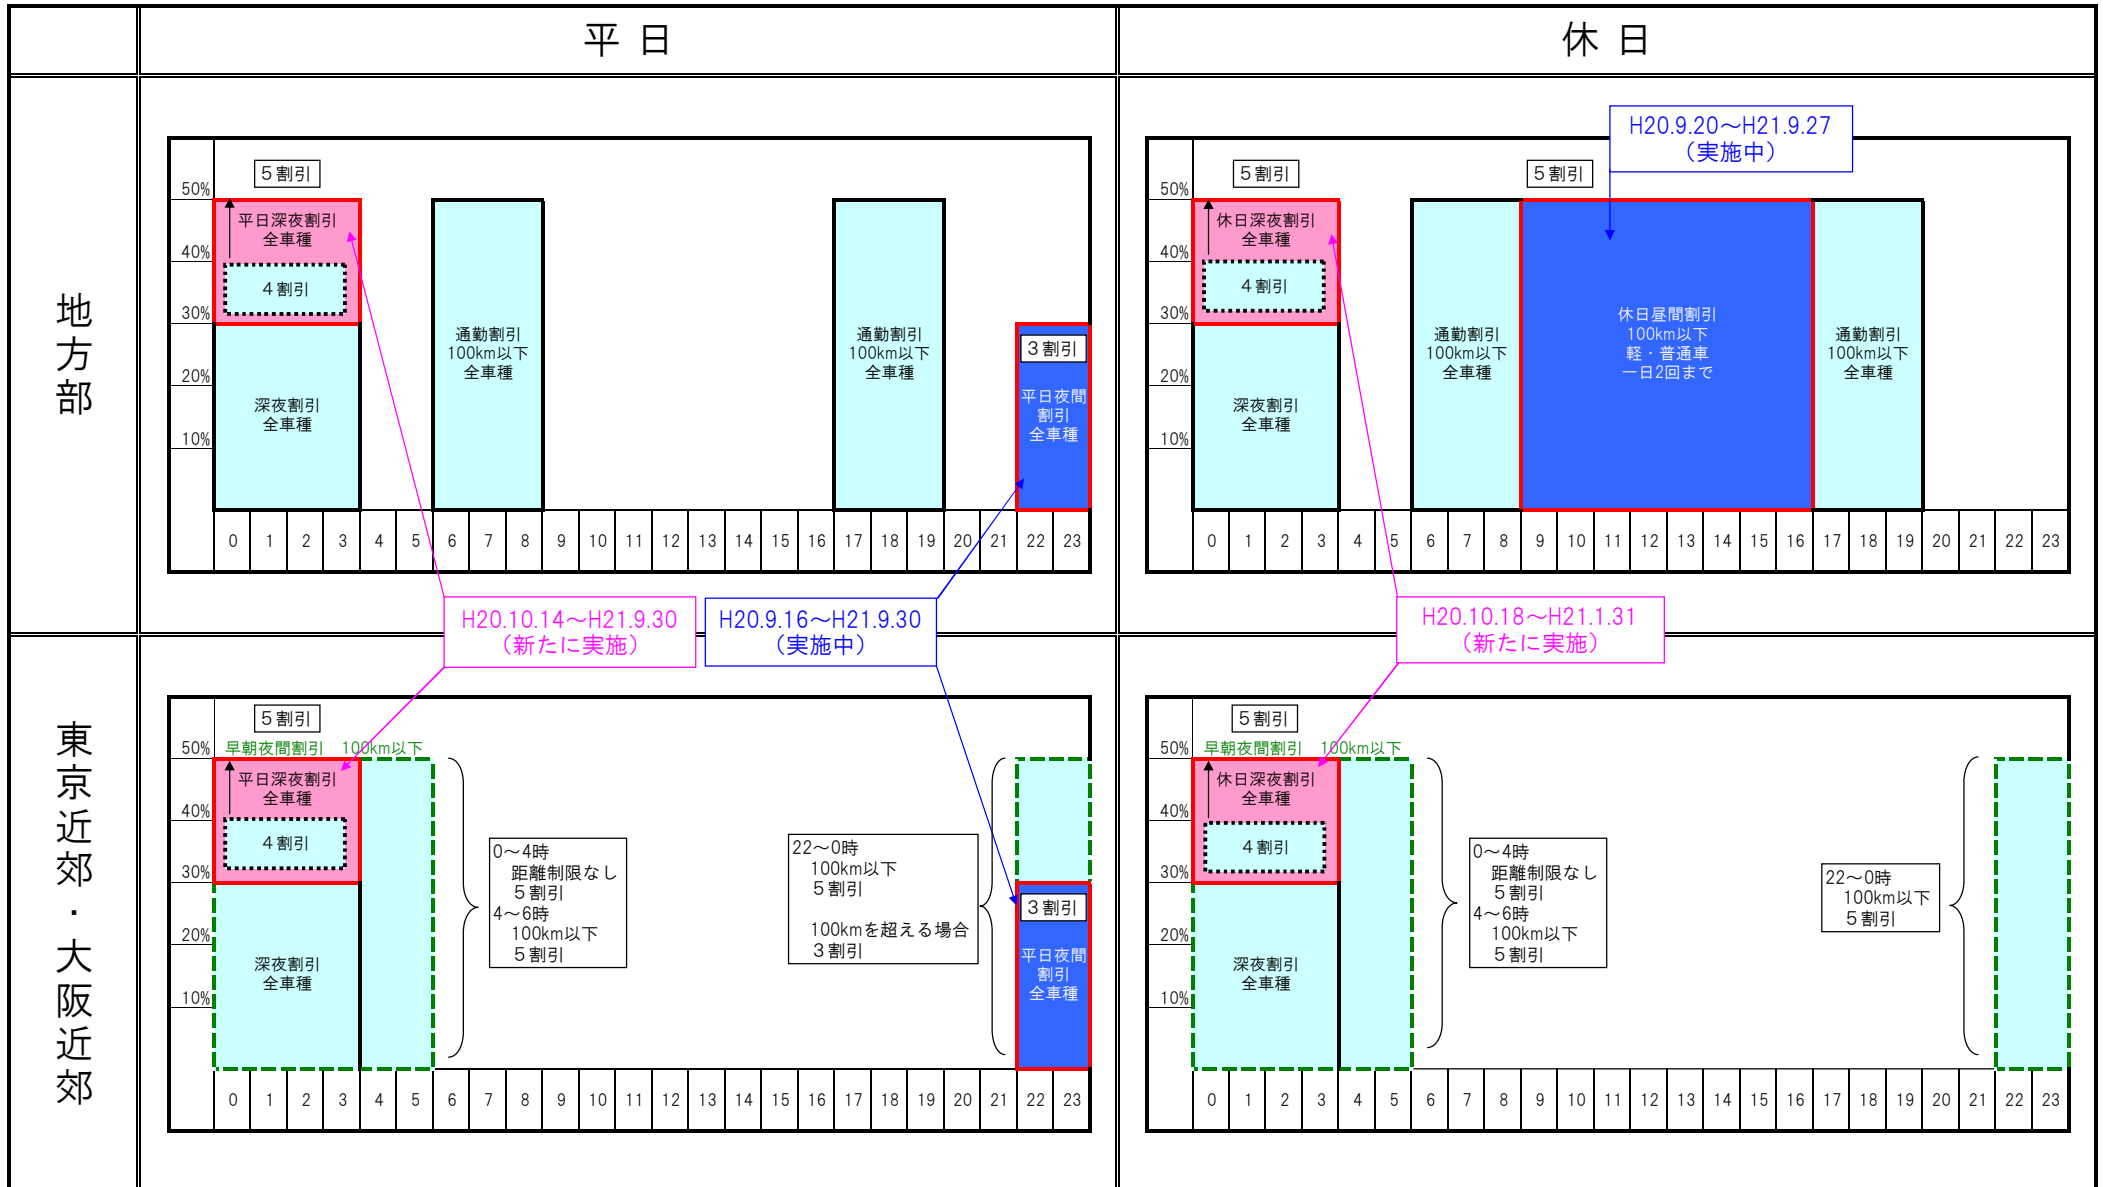 平日
休日
地方部
5割引
50%
40%
30%
20%
10%
平日深夜割引
全車種
4割引
深夜割引
全車種
通勤割引
100km以下
全車種
通勤割引
100km以下
全車種
3割引
平日夜間
割引
全車種
0 1 2 3 4 5 6 7 8 9 10 11 12 13 14 15 16 17 18 19 20 21 22 23
H20.9.20～H21.9.27
（実施中）
5割引
5割引
50%
40%
30%
20%
10%
休日深夜割引
全車種
4割引
深夜割引
全車種
通勤割引
100km以下
全車種
休日昼間割引
100km以下
軽・普通車
一日2回まで
通勤割引
100km以下
全車種
0 1 2 3 4 5 6 7 8 9 10 11 12 13 14 15 16 17 18 19 20 21 22 23
H20.10.14～H21.9.30
（新たに実施）
H20.9.16～H21.9.30
（実施中）
H20.10.18～H21.1.31
（新たに実施）
東京近郊・大阪近郊
5割引
早朝夜間割引 100km以下
50%
40%
30%
20%
10%
平日深夜割引
全車種
4割引
深夜割引
全車種
0～4時
距離制限なし
5割引
4～6時
100km以下
5割引
22～0時
100km以下
5割引
100kmを超える場合
3割引
3割引
平日夜間
割引
全車種
0 1 2 3 4 5 6 7 8 9 10 11 12 13 14 15 16 17 18 19 20 21 22 23
5割引
早朝夜間割引 100km以下
50%
40%
30%
20%
10%
休日深夜割引
全車種
4割引
深夜割引
全車種
0～4時
距離制限なし
5割引
4～6時
100km以下
5割引
22～0時
100km以下
5割引
0 1 2 3 4 5 6 7 8 9 10 11 12 13 14 15 16 17 18 19 20 21 22 23